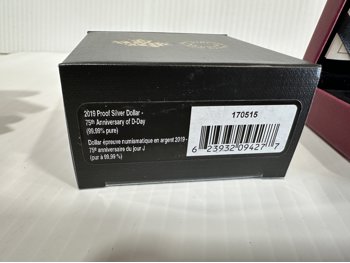 2019 Proof Silver Dollar -
75th Anniversary of D-Day
(99.99% pure)
Dollar épreuve numismatique en argent 2019 -
75e anniversaire du jour J
(pur à 99,99 %)
170515
6 23932 09427 7